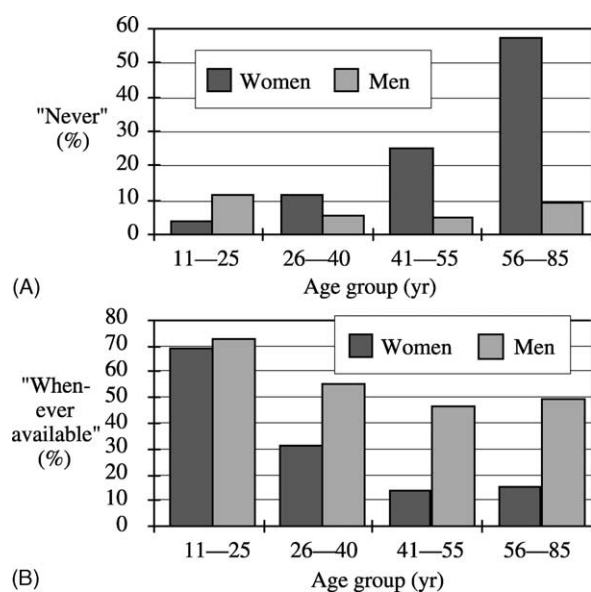 60
50
40
30
20
10
0
"Never"
(%)
Women Men
11—25 26—40 41—55 56—85
Age group (yr)
(A)
80
70
60
50
40
30
20
10
0
"When-
ever
available"
(%)
Women Men
11—25 26—40 41—55 56—85
Age group (yr)
(B)